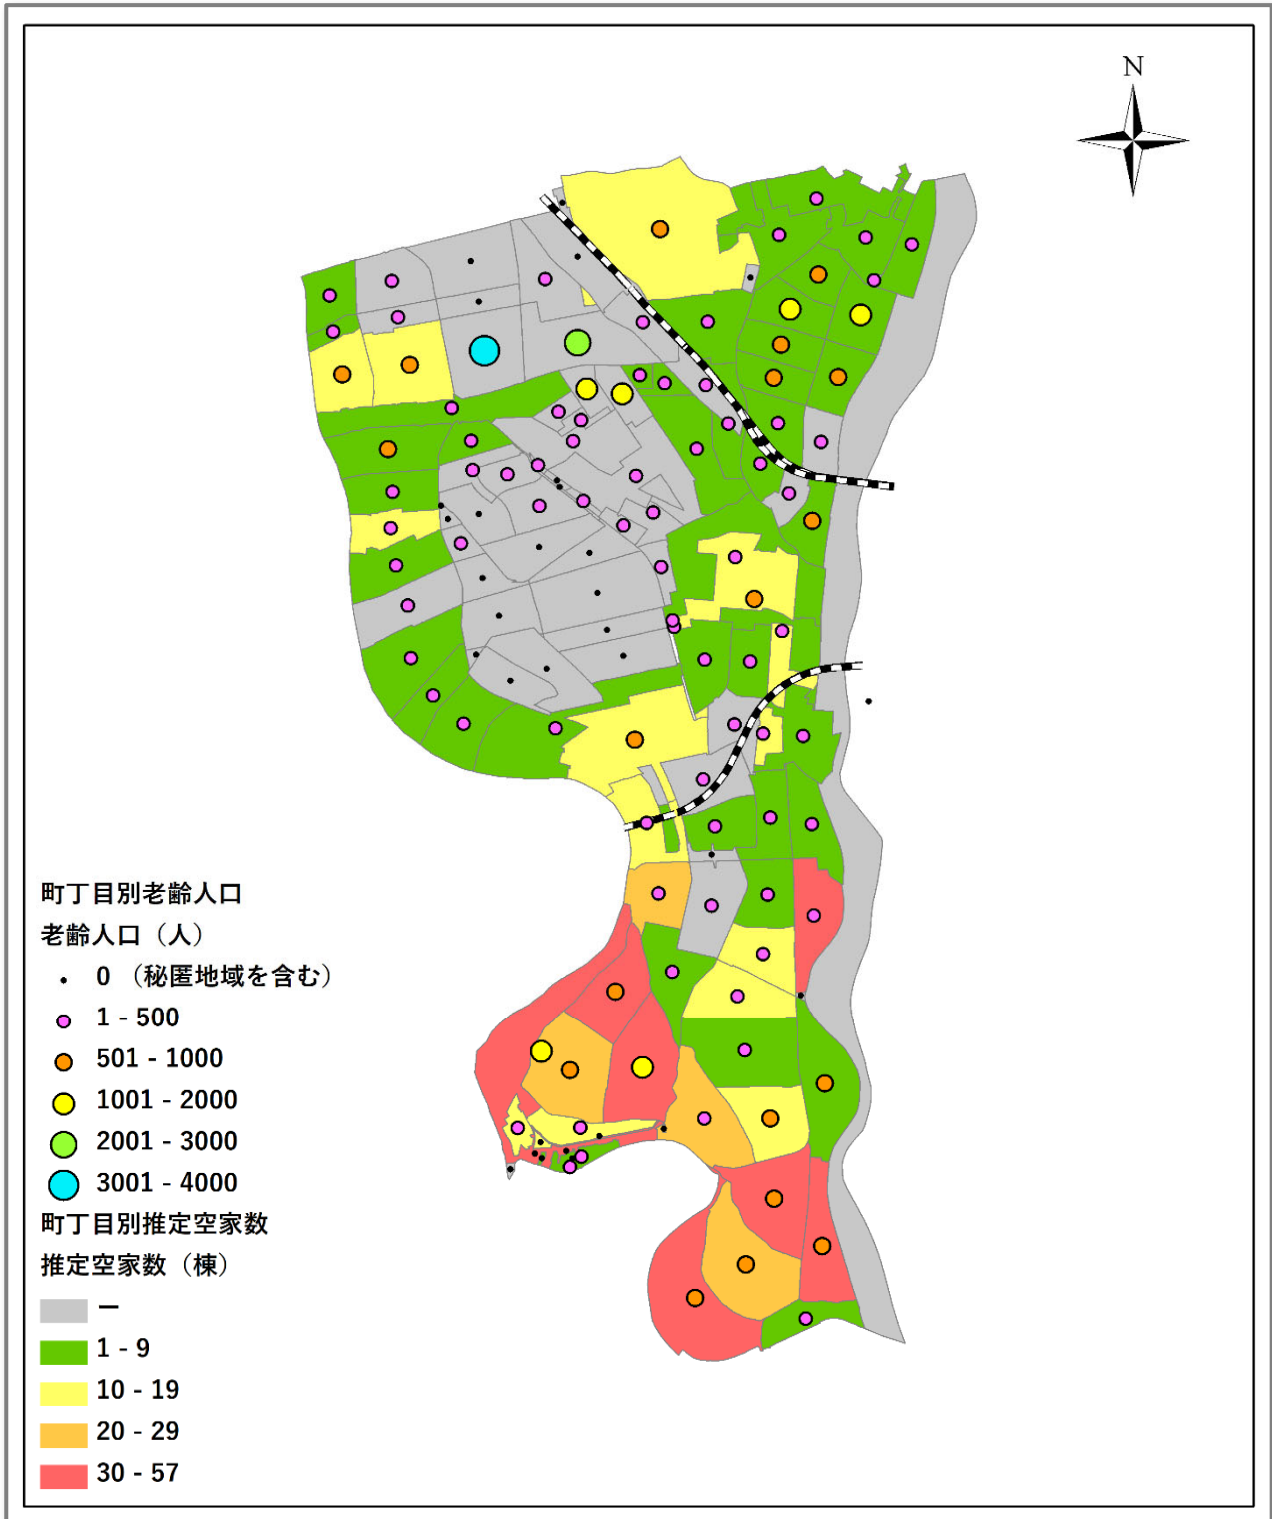 N
町丁目別老齢人口
老齢人口（人）
0 （秘匿地域を含む）
1 - 500
501 - 1000
1001 - 2000
2001 - 3000
3001 - 4000
町丁目別推定空家数
推定空家数（棟）
ー
1 - 9
10 - 19
20 - 29
30 - 57